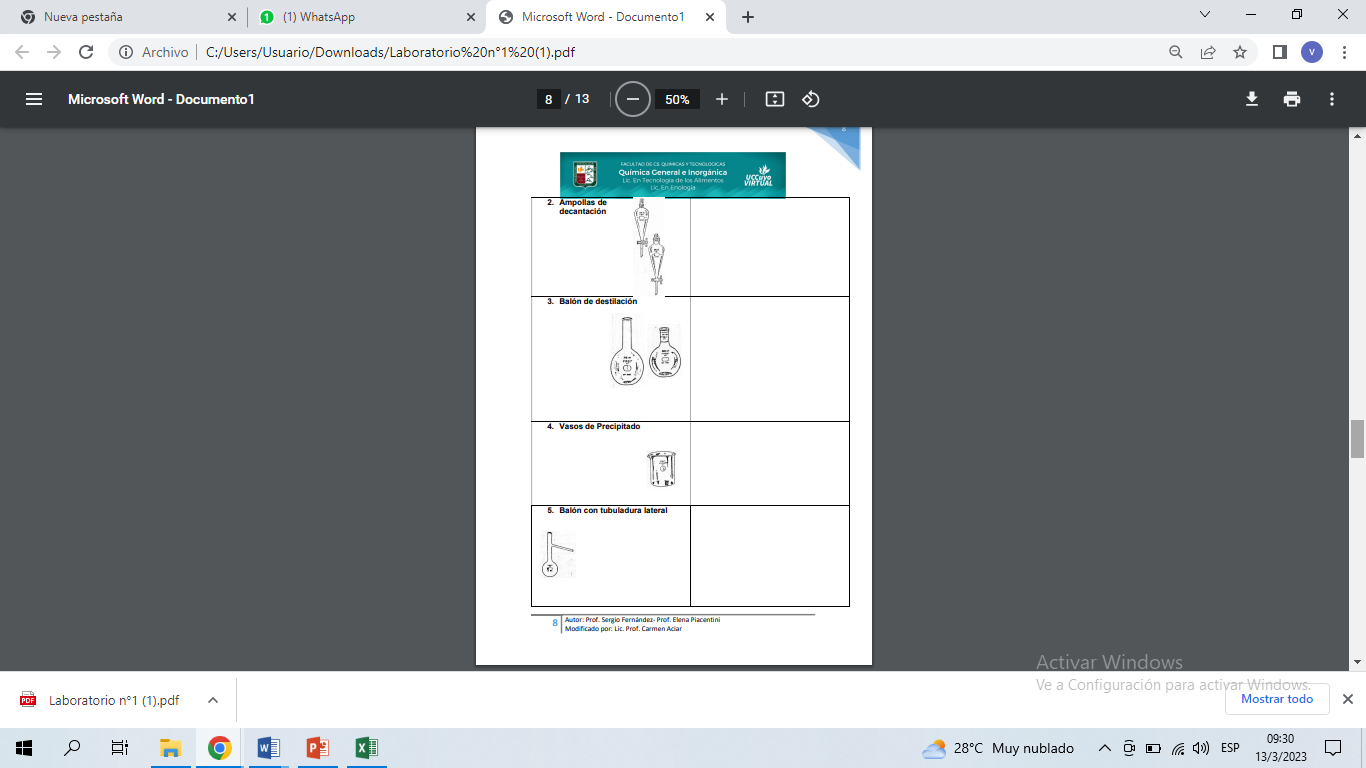 Nueva pestaña
1
(1) WhatsApp
Microsoft Word - Documento1
Archivo
C:/Users/Usuario/Downloads/Laboratorio%20n°1%20(1).pdf
V
Microsoft Word - Documento1
8 / 13
50%
FACULTAD DE CS. QUIMICAS Y TECNOLOGICAS
Química General e Inorgánica
Lic. En Tecnología de los Alimentos
Lic. En Enología
UCCuyo
VIRTUAL
2. Ampollas de
decantación
3. Balón de destilación
4. Vasos de Precipitado
5. Balón con tubuladura lateral
8
Autor: Prof. Sergio Fernández- Prof. Elena Piacentini
Modificado por: Lic. Prof. Carmen Aciar
Activar Windows
Ve a Configuración para activar Windows.
PDF
Laboratorio n°1 (1).pdf
Mostrar todo
28°C Muy nublado
ESP
09:30
13/3/2023